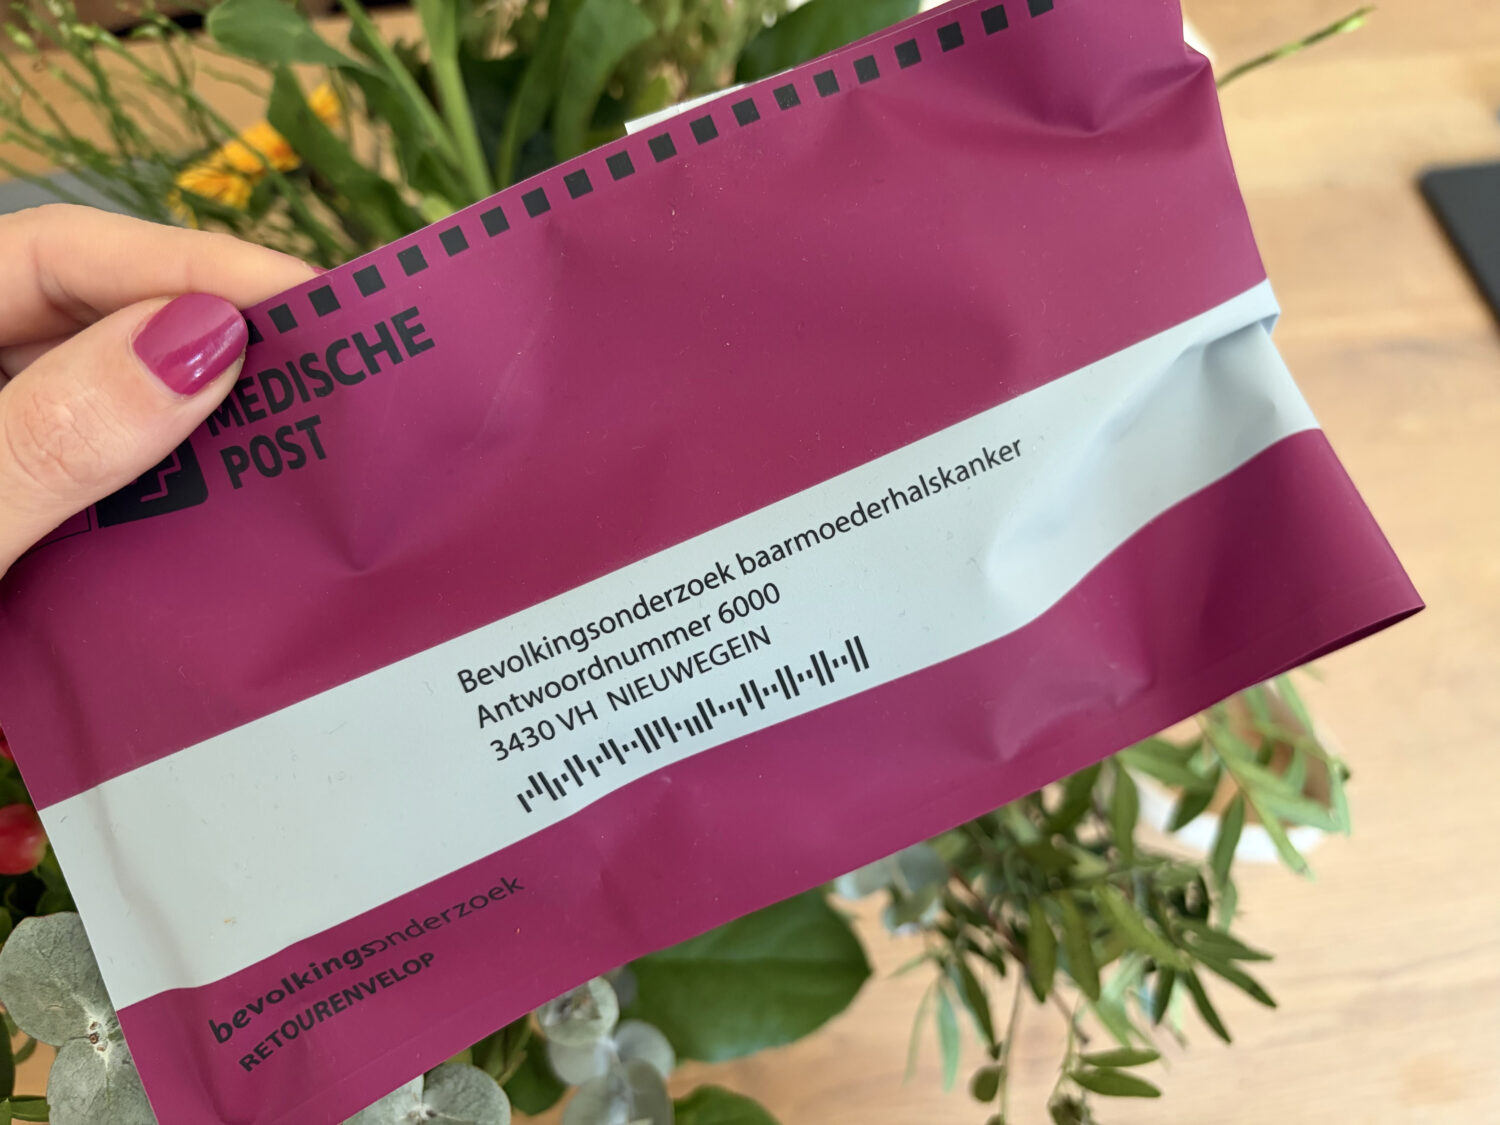 MEDISCHE
POST
Bevolkingsonderzoek baarmoederhalskanker
Antwoordnummer 6000
3430 VH NIEUWEGEIN
bevolkingsonderzoek
RETOURENVELOP